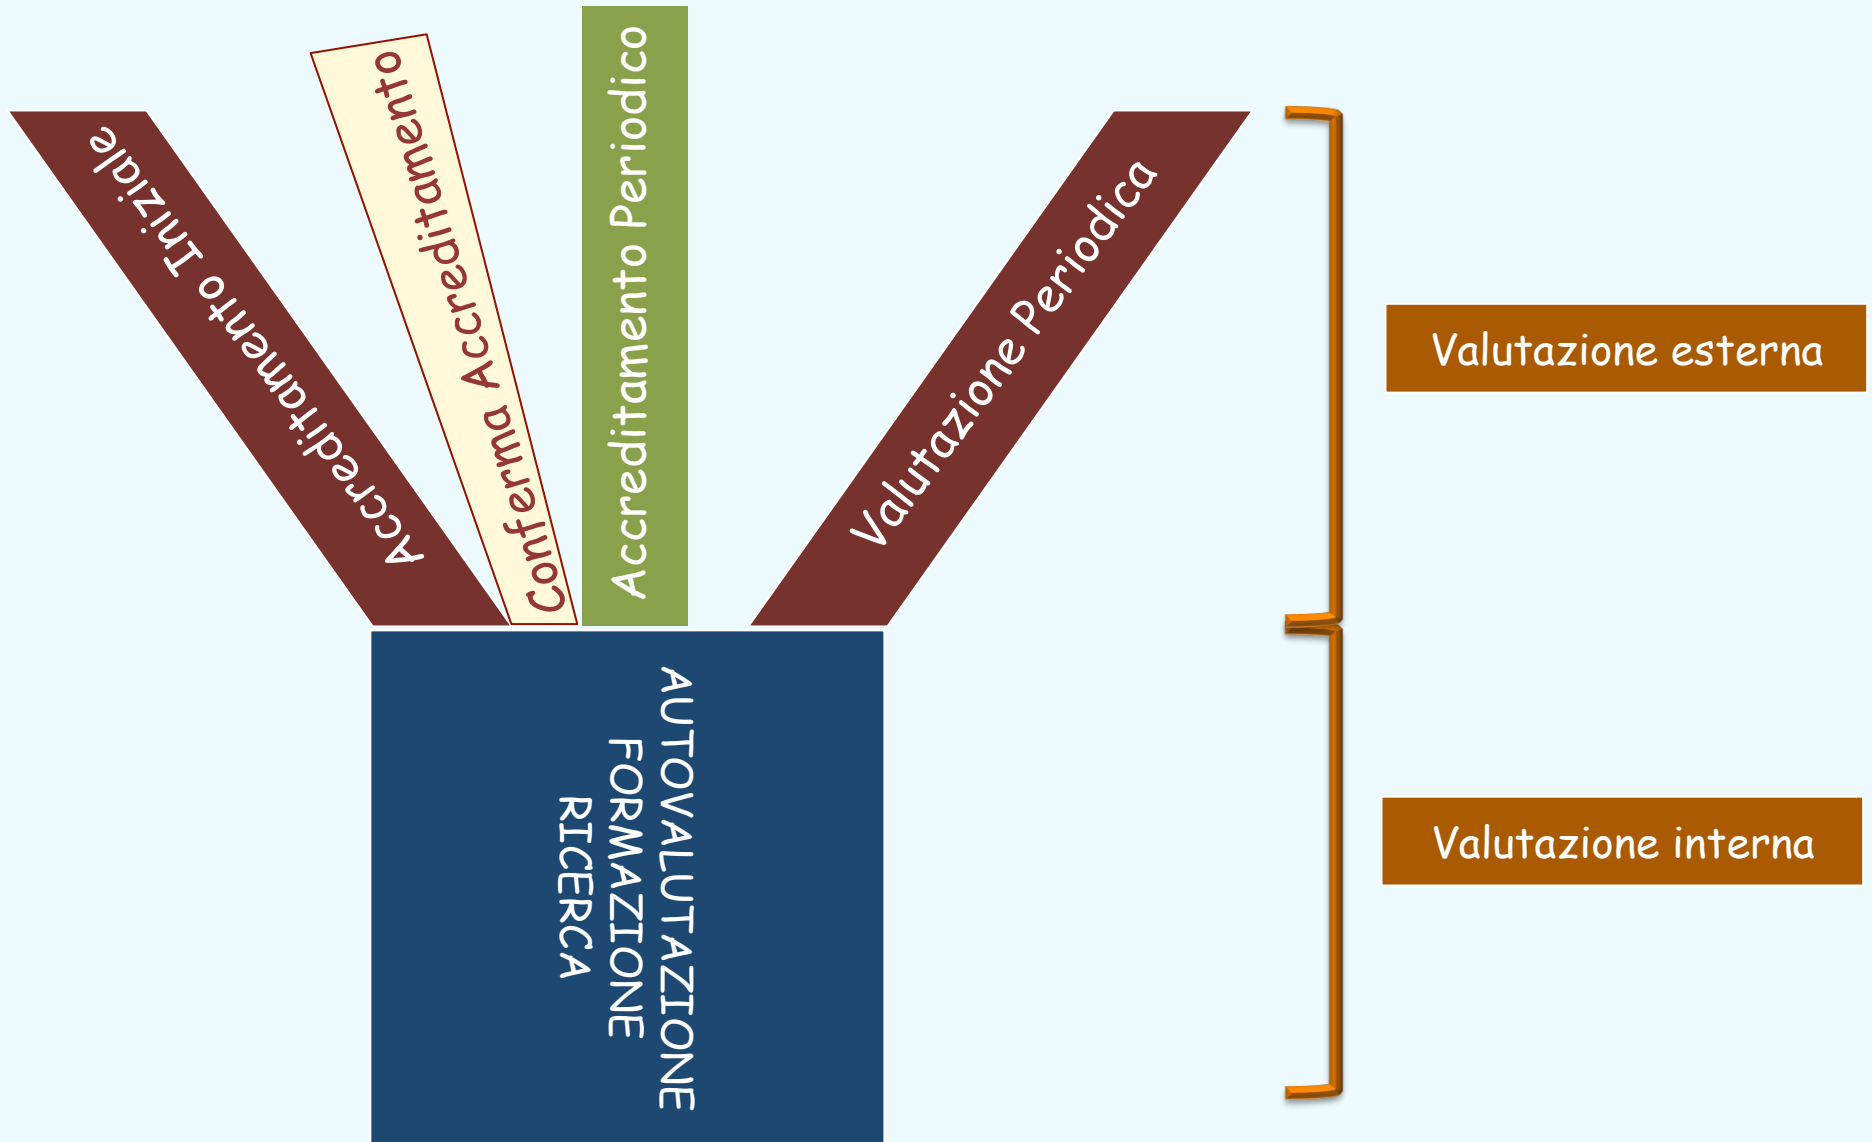 Accreditamento Iniziale
Conferma Accreditamento
Accreditamento Periodico
Valutazione Periodica
Valutazione esterna
AUTOVALUTAZIONE
FORMAZIONE
RICERCA
Valutazione interna